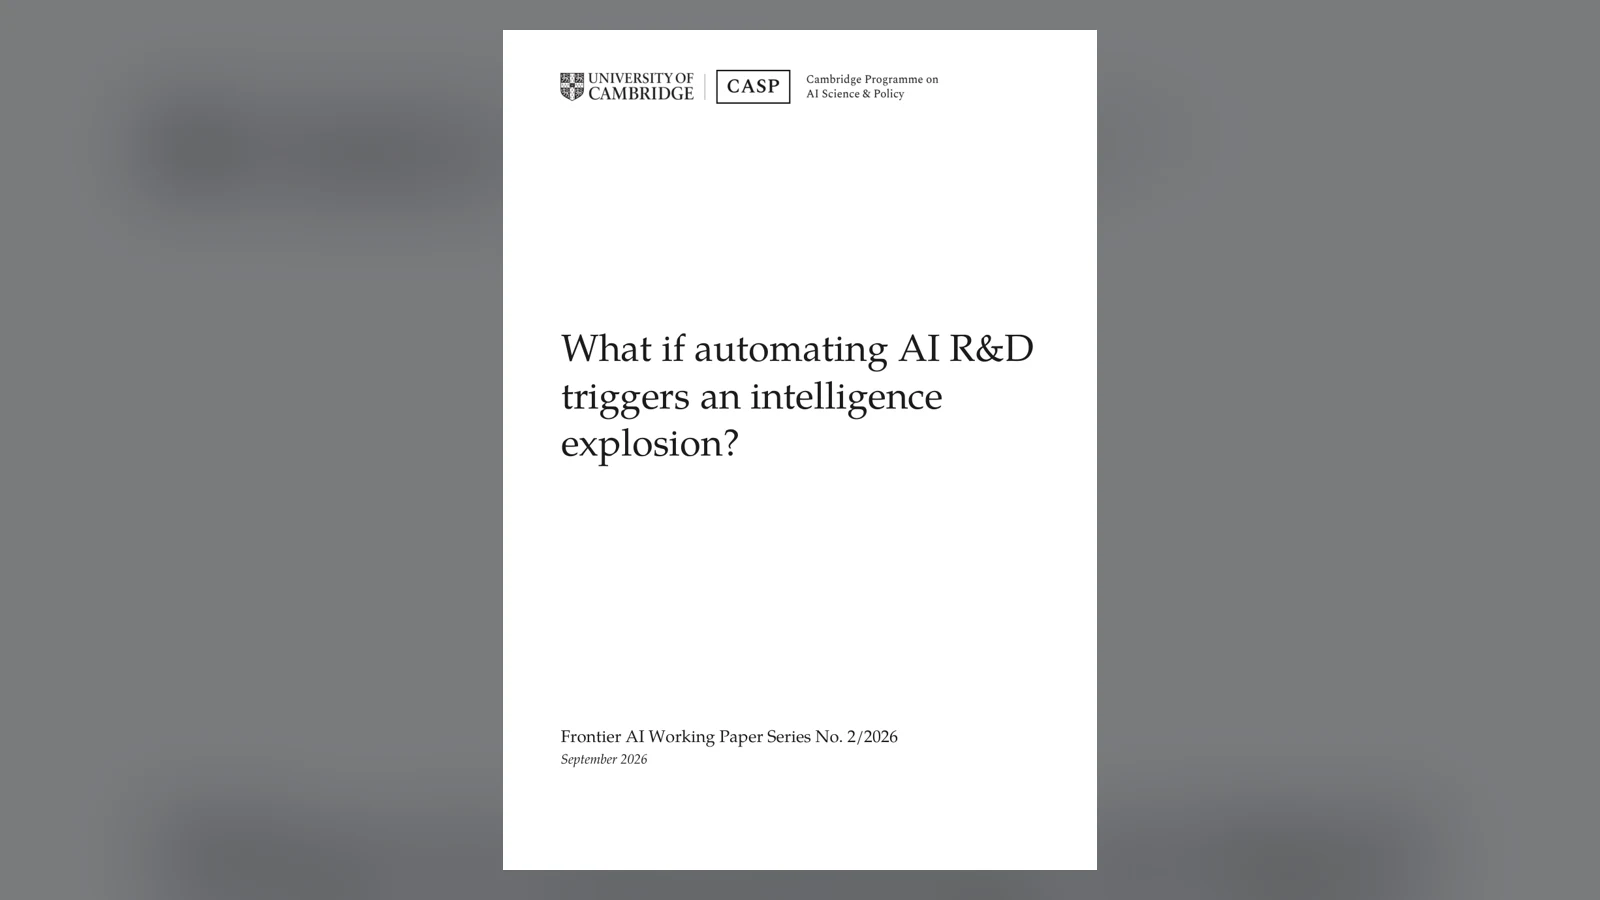 UNIVERSITY OF
CAMBRIDGE
CASP
Cambridge Programme on
AI Science & Policy
What if automating AI R&D
triggers an intelligence
explosion?
Frontier AI Working Paper Series No. 2/2026
September 2026